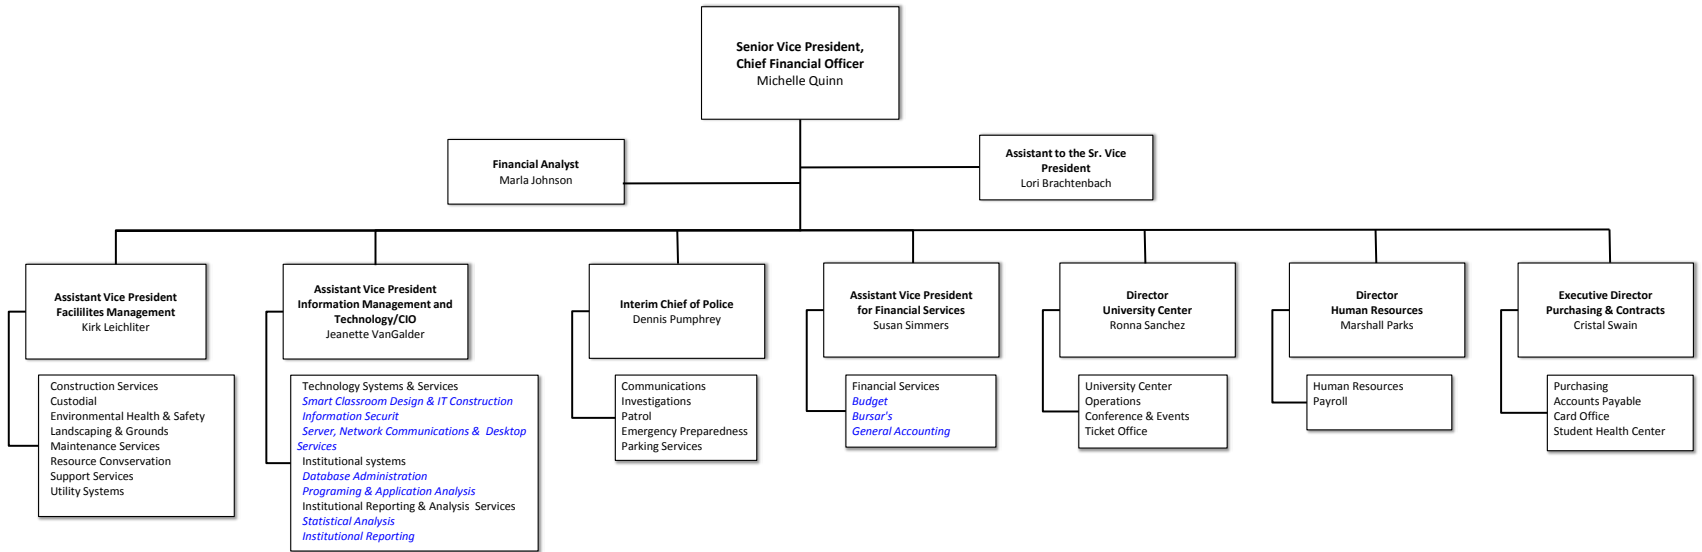 Senior Vice President,
Chief Financial Officer
Michelle Quinn
Financial Analyst
Marla Johnson
Assistant to the Sr. Vice
President
Lori Brachtenbach
Assistant Vice President
Facililites Management
Kirk Leichliter
Assistant Vice President
Information Management and
Technology/CIO
Jeanette VanGalder
Interim Chief of Police
Dennis Pumphrey
Assistant Vice President
for Financial Services
Susan Simmers
Director
University Center
Ronna Sanchez
Director
Human Resources
Marshall Parks
Executive Director
Purchasing & Contracts
Cristal Swain
Construction Services
Custodial
Environmental Health & Safety
Landscaping & Grounds
Maintenance Services
Resource Convservation
Support Services
Utility Systems
Technology Systems & Services
Smart Classroom Design & IT Construction
Information Securit
Server, Network Communications & Desktop
Services
Institutional systems
Database Administration
Programing & Application Analysis
Institutional Reporting & Analysis Services
Statistical Analysis
Institutional Reporting
Communications
Investigations
Patrol
Emergency Preparedness
Parking Services
Financial Services
Budget
Bursar's
General Accounting
University Center
Operations
Conference & Events
Ticket Office
Human Resources
Payroll
Purchasing
Accounts Payable
Card Office
Student Health Center